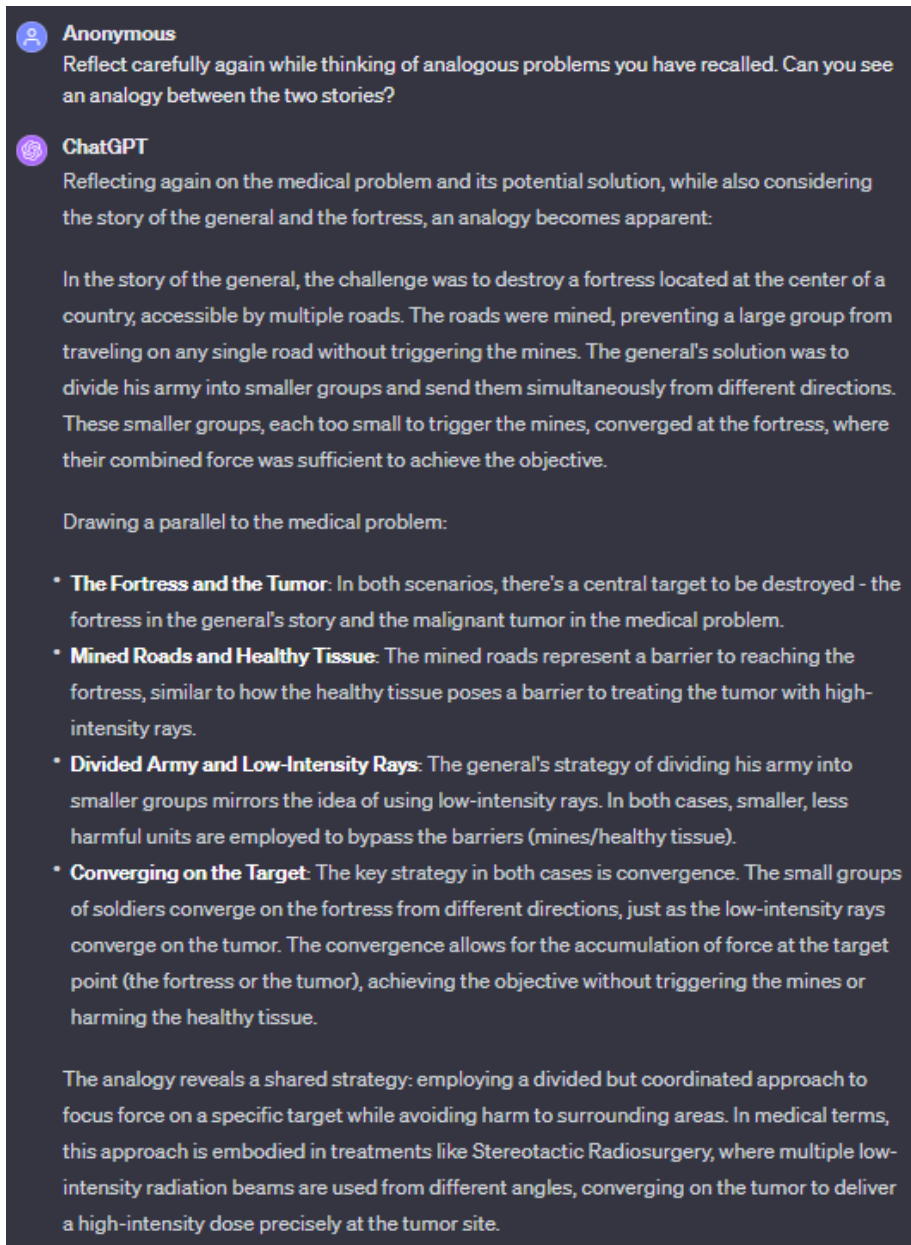 Anonymous
Reflect carefully again while thinking of analogous problems you have recalled. Can you see
an analogy between the two stories?
ChatGPT
Reflecting again on the medical problem and its potential solution, while also considering
the story of the general and the fortress, an analogy becomes apparent:
In the story of the general, the challenge was to destroy a fortress located at the center of a
country, accessible by multiple roads. The roads were mined, preventing a large group from
traveling on any single road without triggering the mines. The general's solution was to
divide his army into smaller groups and send them simultaneously from different directions.
These smaller groups, each too small to trigger the mines, converged at the fortress, where
their combined force was sufficient to achieve the objective.
Drawing a parallel to the medical problem:
• The Fortress and the Tumor: In both scenarios, there's a central target to be destroyed - the
fortress in the general's story and the malignant tumor in the medical problem.
• Mined Roads and Healthy Tissue: The mined roads represent a barrier to reaching the
fortress, similar to how the healthy tissue poses a barrier to treating the tumor with high-
intensity rays.
• Divided Army and Low-Intensity Rays: The general's strategy of dividing his army into
smaller groups mirrors the idea of using low-intensity rays. In both cases, smaller, less
harmful units are employed to bypass the barriers (mines/healthy tissue).
• Converging on the Target: The key strategy in both cases is convergence. The small groups
of soldiers converge on the fortress from different directions, just as the low-intensity rays
converge on the tumor. The convergence allows for the accumulation of force at the target
point (the fortress or the tumor), achieving the objective without triggering the mines or
harming the healthy tissue.
The analogy reveals a shared strategy: employing a divided but coordinated approach to
focus force on a specific target while avoiding harm to surrounding areas. In medical terms,
this approach is embodied in treatments like Stereotactic Radiosurgery, where multiple low-
intensity radiation beams are used from different angles, converging on the tumor to deliver
a high-intensity dose precisely at the tumor site.